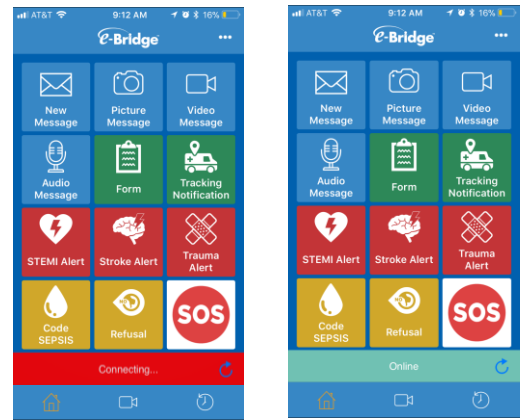 AT&T 9:12 AM 16%
e-Bridge
New Message
Picture Message
Video Message
Audio Message
Form
Tracking Notification
STEMI Alert
Stroke Alert
Trauma Alert
Code SEPSIS
Refusal
SOS
Connecting...
AT&T 9:12 AM 16%
e-Bridge
New Message
Picture Message
Video Message
Audio Message
Form
Tracking Notification
STEMI Alert
Stroke Alert
Trauma Alert
Code SEPSIS
Refusal
SOS
Online